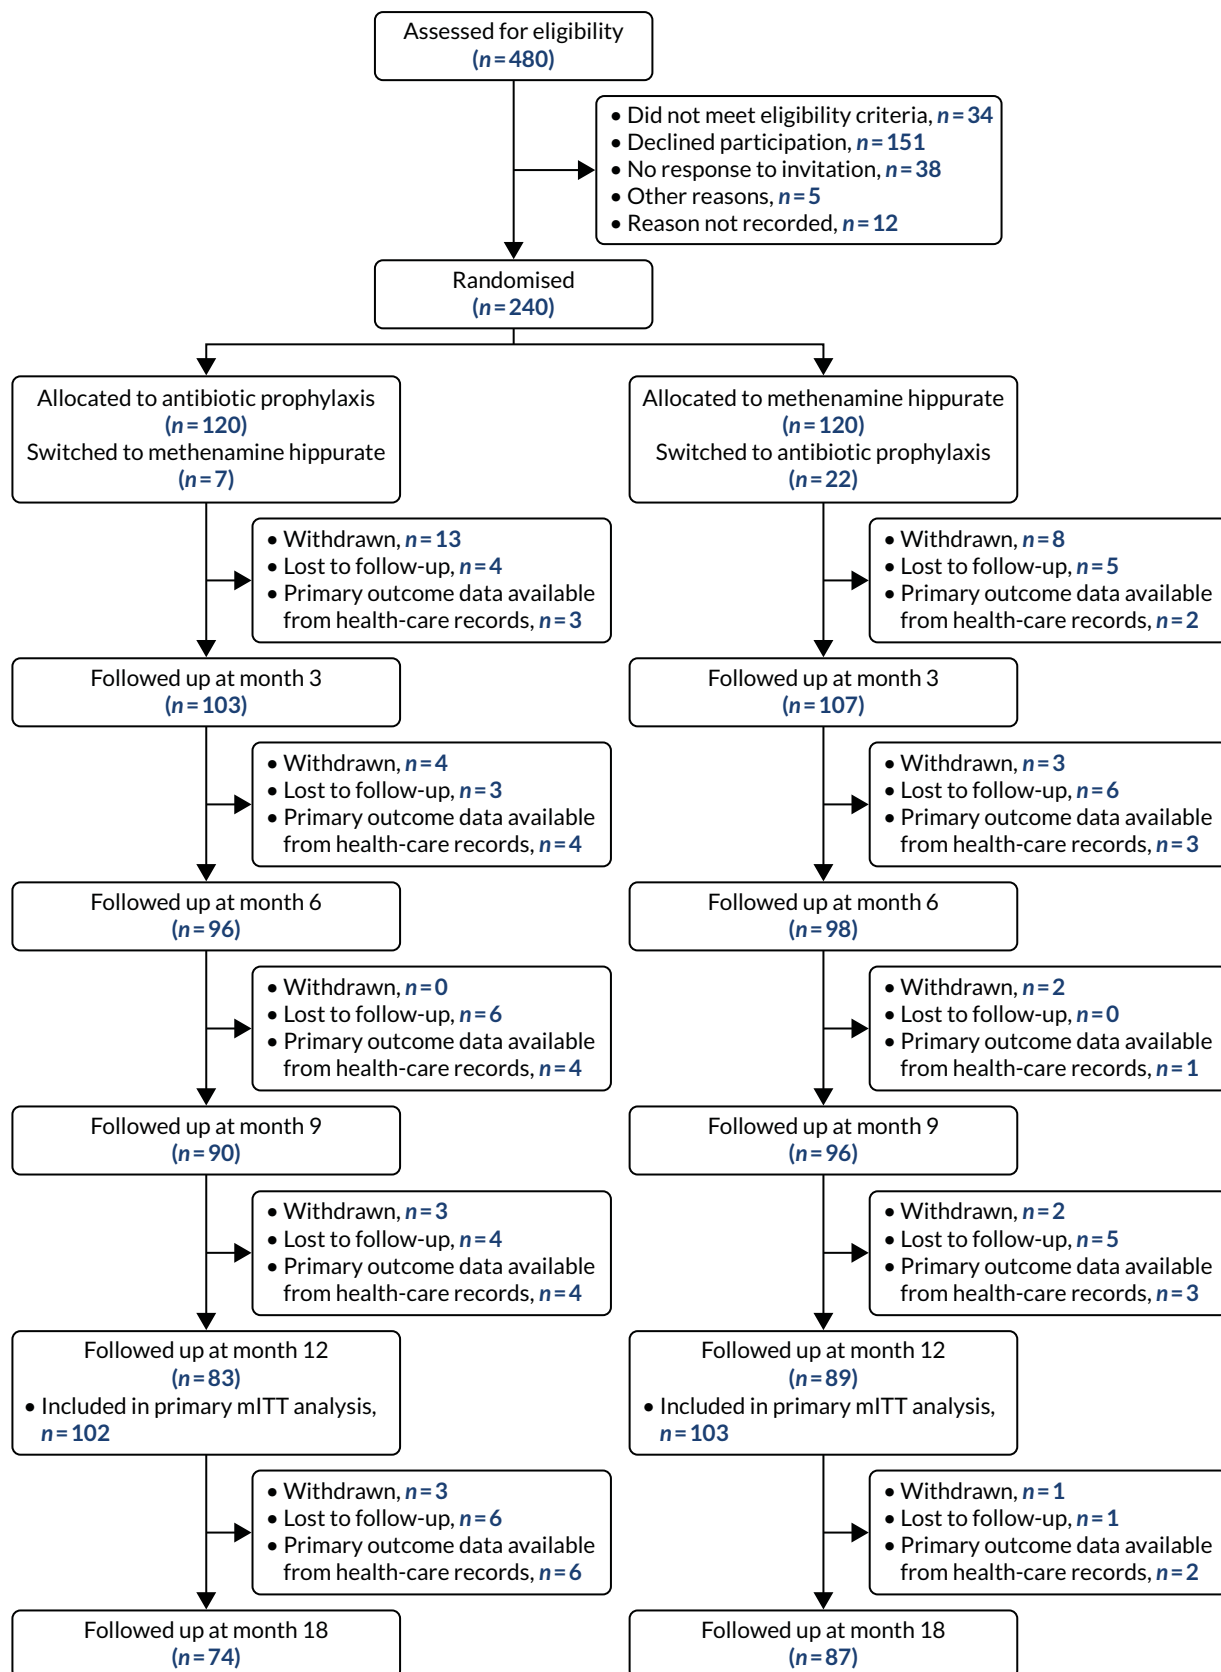 Assessed for eligibility
(n=480)
• Did not meet eligibility criteria, n=34
• Declined participation, n=151
• No response to invitation, n=38
• Other reasons, n=5
• Reason not recorded, n=12
Randomised
(n=240)
Allocated to antibiotic prophylaxis
(n=120)
Switched to methenamine hippurate
(n=7)
Allocated to methenamine hippurate
(n=120)
Switched to antibiotic prophylaxis
(n=22)
• Withdrawn, n=13
• Lost to follow-up, n=4
• Primary outcome data available
from health-care records, n=3
• Withdrawn, n=8
• Lost to follow-up, n=5
• Primary outcome data available
from health-care records, n=2
Followed up at month 3
(n=103)
Followed up at month 3
(n=107)
• Withdrawn, n=4
• Lost to follow-up, n=3
• Primary outcome data available
from health-care records, n=4
• Withdrawn, n=3
• Lost to follow-up, n=6
• Primary outcome data available
from health-care records, n=3
Followed up at month 6
(n=96)
Followed up at month 6
(n=98)
• Withdrawn, n=0
• Lost to follow-up, n=6
• Primary outcome data available
from health-care records, n=4
• Withdrawn, n=2
• Lost to follow-up, n=0
• Primary outcome data available
from health-care records, n=1
Followed up at month 9
(n=90)
Followed up at month 9
(n=96)
• Withdrawn, n=3
• Lost to follow-up, n=4
• Primary outcome data available
from health-care records, n=4
• Withdrawn, n=2
• Lost to follow-up, n=5
• Primary outcome data available
from health-care records, n=3
Followed up at month 12
(n=83)
• Included in primary mITT analysis,
n=102
Followed up at month 12
(n=89)
• Included in primary mITT analysis,
n=103
• Withdrawn, n=3
• Lost to follow-up, n=6
• Primary outcome data available
from health-care records, n=6
• Withdrawn, n=1
• Lost to follow-up, n=1
• Primary outcome data available
from health-care records, n=2
Followed up at month 18
(n=74)
Followed up at month 18
(n=87)